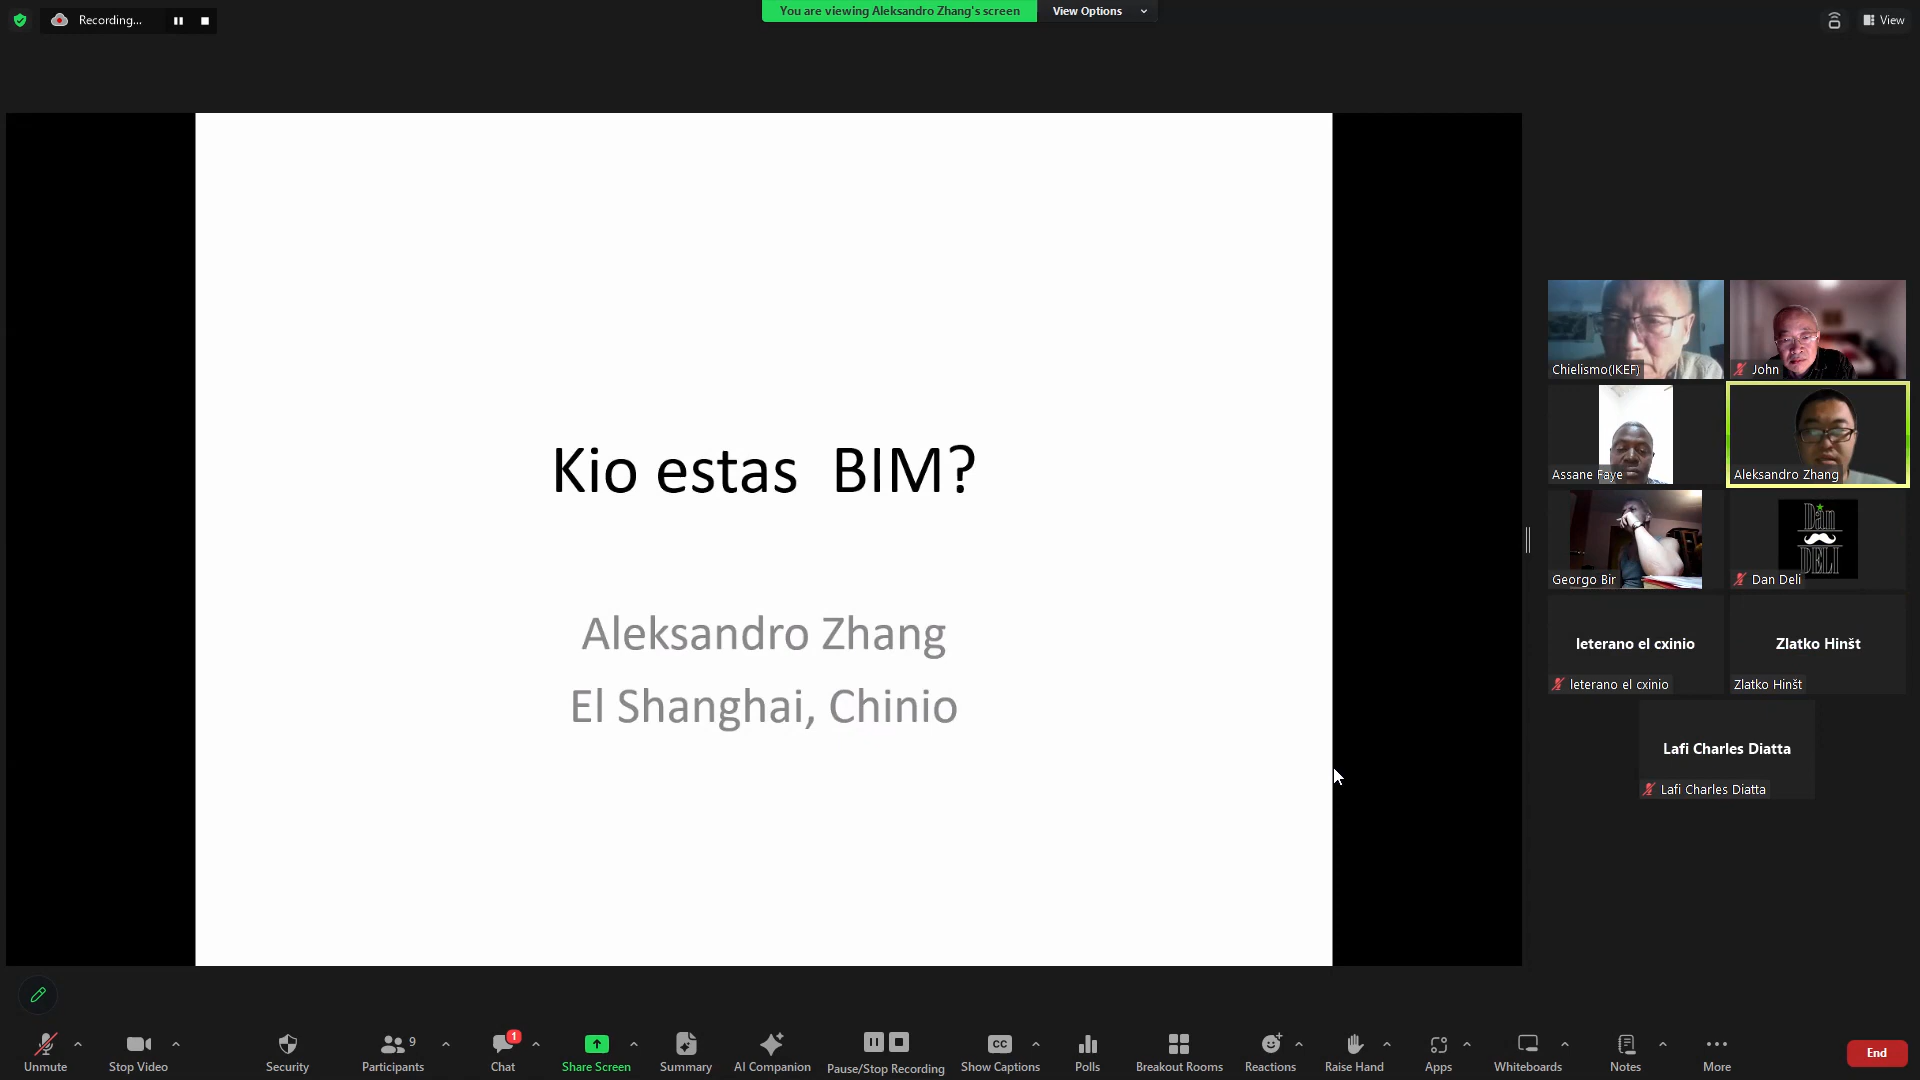 Recording...
You are viewing Aleksandro Zhang's screen
View Options
View
Kio estas  BIM?
Aleksandro Zhang
El Shanghai, Chinio
Chielismo(IKEF)
John
Assane Faye
Aleksandro Zhang
Georgo Bir
Dan
DELI
Dan Deli
leterano el cxinio
leterano el cxinio
Zlatko Hinšt
Zlatko Hinšt
Lafi Charles Diatta
Lafi Charles Diatta
Unmute
Stop Video
Security
9
Participants
1
Chat
Share Screen
Summary
AI Companion
Pause/Stop Recording
CC
Show Captions
Polls
Breakout Rooms
Reactions
Raise Hand
Apps
Whiteboards
Notes
More
End